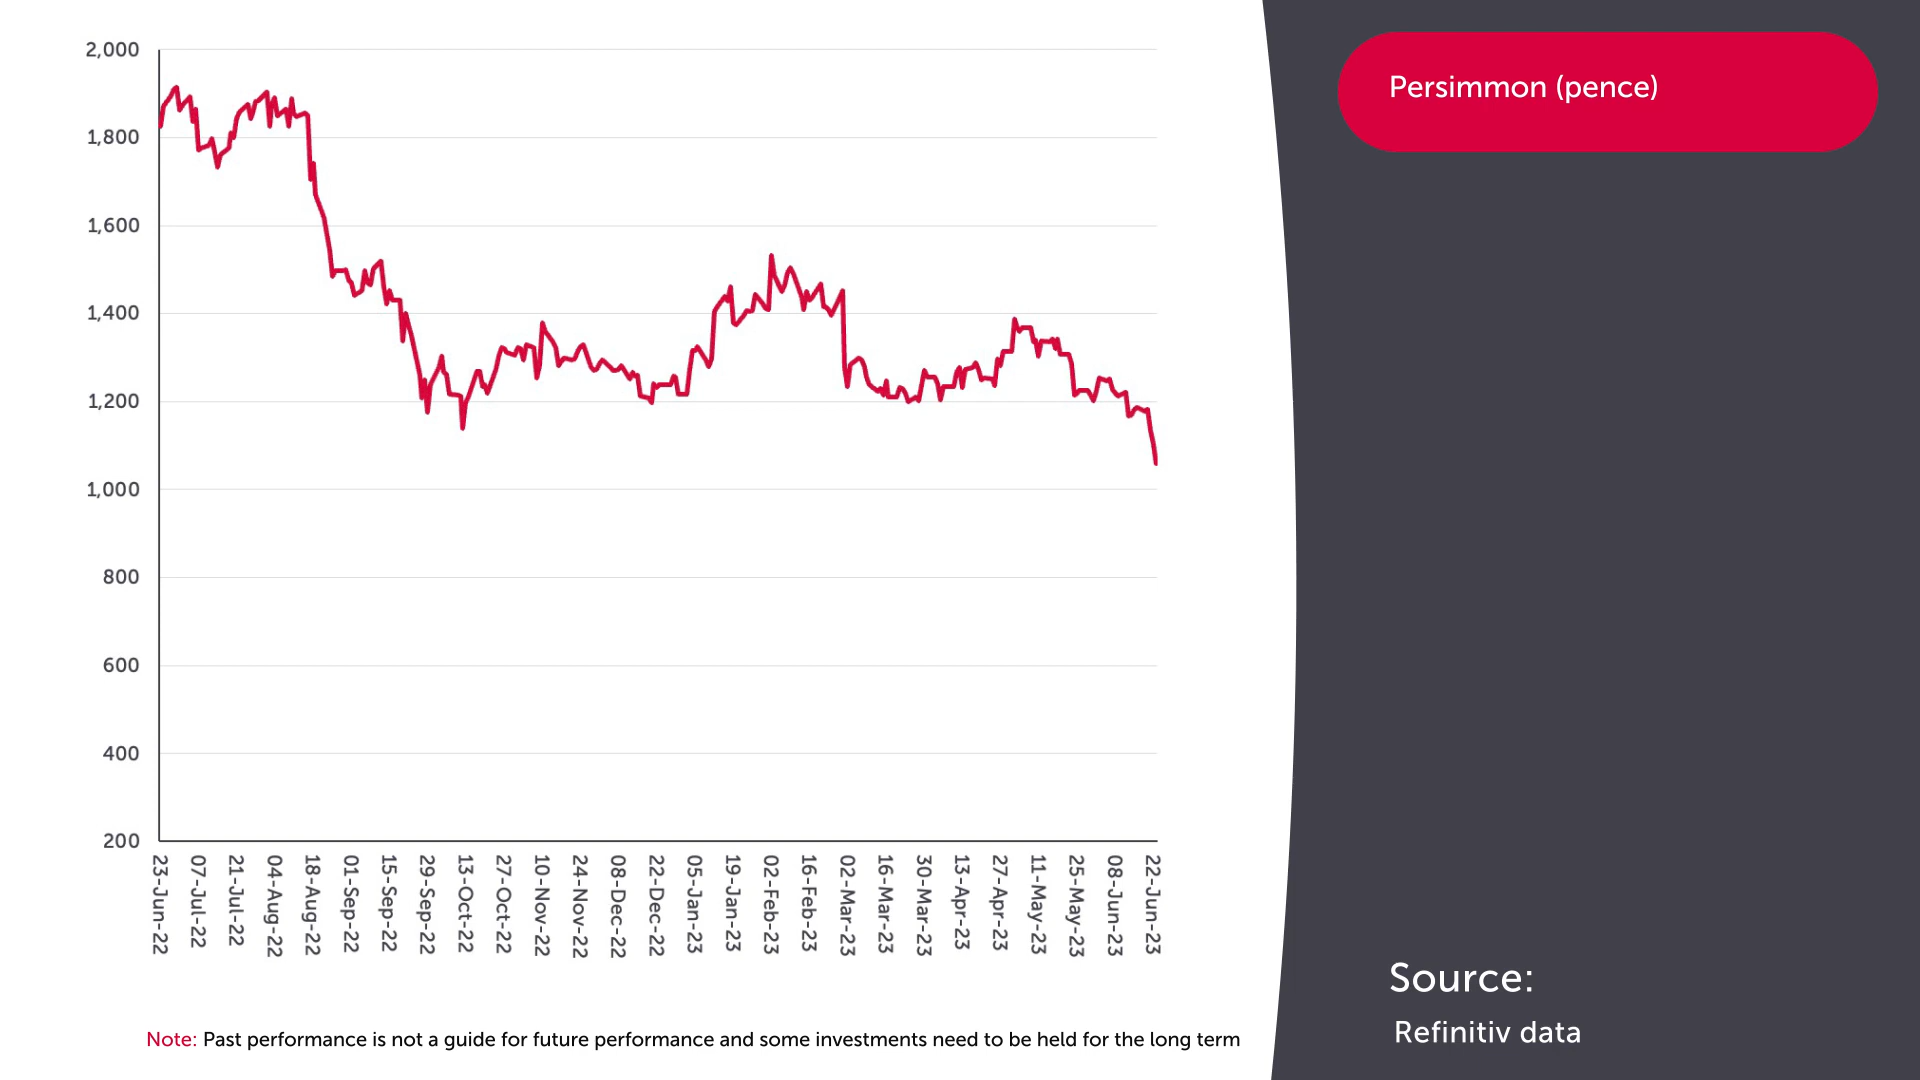 Persimmon (pence)
2,000
1,800
1,600
1,400
1,200
1,000
800
600
400
200
23-Jun-22
07-Jul-22
21-Jul-22
04-Aug-22
18-Aug-22
01-Sep-22
15-Sep-22
29-Sep-22
13-Oct-22
27-Oct-22
10-Nov-22
24-Nov-22
08-Dec-22
22-Dec-22
05-Jan-23
19-Jan-23
02-Feb-23
16-Feb-23
02-Mar-23
16-Mar-23
30-Mar-23
13-Apr-23
27-Apr-23
11-May-23
25-May-23
08-Jun-23
22-Jun-23
Note: Past performance is not a guide for future performance and some investments need to be held for the long term
Source:
Refinitiv data